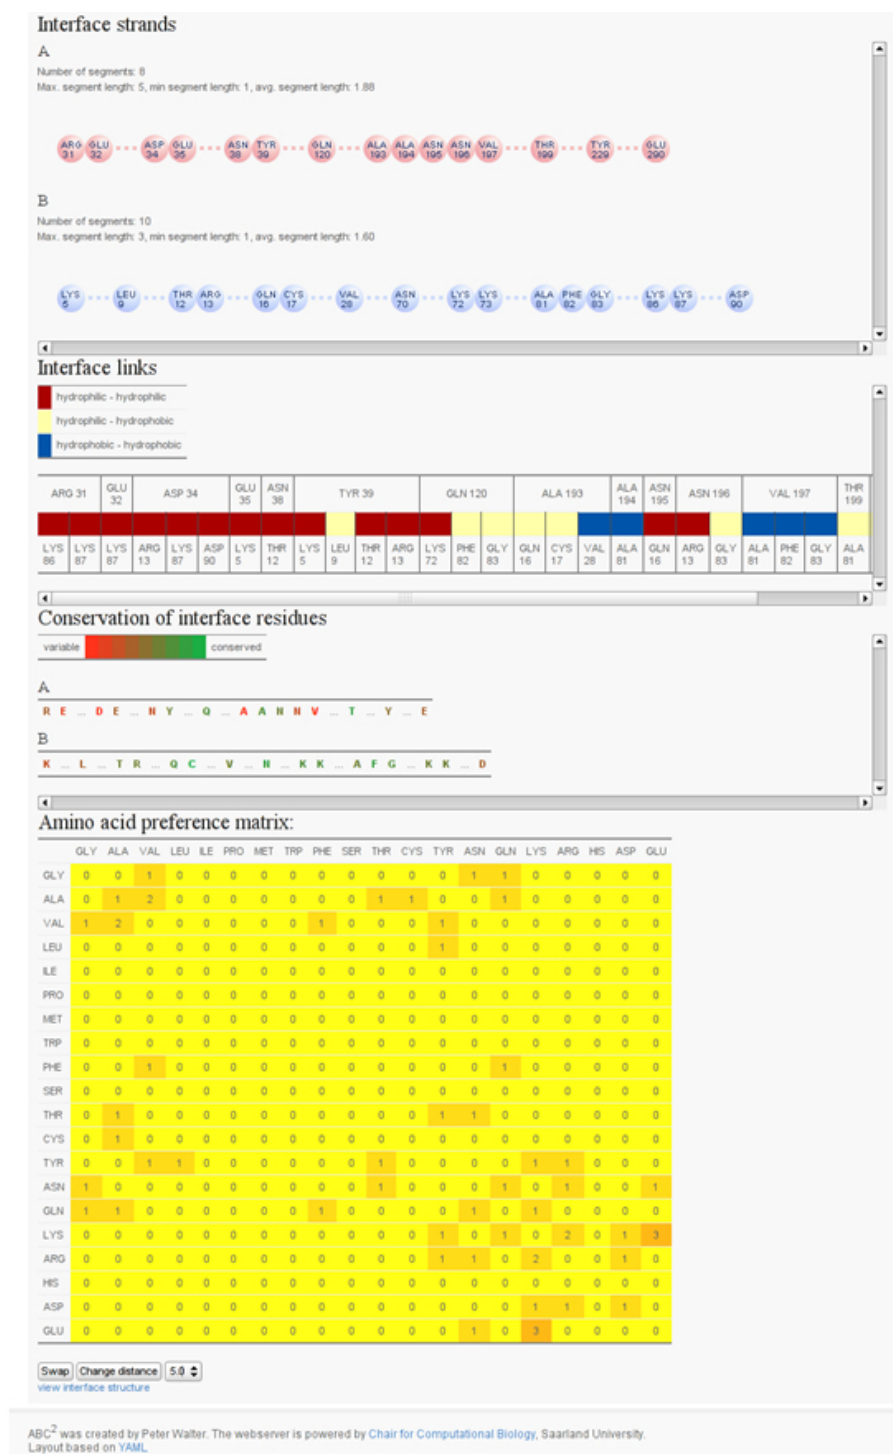 Interface strands
A
Number of segments: 8
Max. segment length: 5, min segment length: 1, avg. segment length: 1.88
ARG GLU ASP GLU ASN TYR GLN ALA ALA ASN ASN VAL THR TYR GLU
31 32 34 35 38 39 120 193 194 195 196 197 199 229 290
B
Number of segments: 10
Max. segment length: 3, min segment length: 1, avg. segment length: 1.60
LYS LEU THR ARG GLN CYS VAL ASN LYS LYS ALA PHE GLY LYS LYS ASP
5 9 12 13 16 17 28 70 72 73 81 82 83 86 87 90
Interface links
hydrophilic - hydrophilic
hydrophilic - hydrophobic
hydrophobic - hydrophobic
ARG 31 GLU 32 ASP 34 GLU 35 ASN 38 TYR 39 GLN 120 ALA 193 ALA 194 ASN 195 ASN 196 VAL 197 THR 199
LYS LYS LYS ARG LYS ASP LYS THR LYS LEU THR ARG LYS PHE GLY GLN CYS VAL ALA GLN ARG GLY ALA PHE GLY ALA
86 87 87 13 87 90 5 12 5 9 12 13 72 82 83 16 17 28 81 16 13 83 81 82 83 81
Conservation of interface residues
variable conserved
A
R E ... D E ... N Y ... Q ... A A N N V ... T ... Y ... E
B
K ... L ... T R ... Q C ... V ... N ... K K ... A F G ... K K ... D
Amino acid preference matrix:
GLY ALA VAL LEU ILE PRO MET TRP PHE SER THR CYS TYR ASN GLN LYS ARG HIS ASP GLU
GLY 0 0 1 0 0 0 0 0 0 0 0 0 0 1 1 0 0 0 0 0
ALA 0 1 2 0 0 0 0 0 0 0 1 1 0 0 1 0 0 0 0 0
VAL 1 2 0 0 0 0 0 0 1 0 0 0 1 0 0 0 0 0 0 0
LEU 0 0 0 0 0 0 0 0 0 0 0 0 1 0 0 0 0 0 0 0
ILE 0 0 0 0 0 0 0 0 0 0 0 0 0 0 0 0 0 0 0 0
PRO 0 0 0 0 0 0 0 0 0 0 0 0 0 0 0 0 0 0 0 0
MET 0 0 0 0 0 0 0 0 0 0 0 0 0 0 0 0 0 0 0 0
TRP 0 0 0 0 0 0 0 0 0 0 0 0 0 0 0 0 0 0 0 0
PHE 0 0 1 0 0 0 0 0 0 0 0 0 0 0 1 0 0 0 0 0
SER 0 0 0 0 0 0 0 0 0 0 0 0 0 0 0 0 0 0 0 0
THR 0 1 0 0 0 0 0 0 0 0 0 0 1 1 0 0 0 0 0 0
CYS 0 1 0 0 0 0 0 0 0 0 0 0 0 0 0 0 0 0 0 0
TYR 0 0 1 1 0 0 0 0 0 0 1 0 0 0 0 1 1 0 0 0
ASN 1 0 0 0 0 0 0 0 0 0 1 0 0 0 1 0 1 0 0 1
GLN 1 1 0 0 0 0 0 0 1 0 0 0 0 1 0 1 0 0 0 0
LYS 0 0 0 0 0 0 0 0 0 0 0 0 1 0 1 0 2 0 1 3
ARG 0 0 0 0 0 0 0 0 0 0 0 0 1 1 0 2 0 0 1 0
HIS 0 0 0 0 0 0 0 0 0 0 0 0 0 0 0 0 0 0 0 0
ASP 0 0 0 0 0 0 0 0 0 0 0 0 0 0 0 1 1 0 1 0
GLU 0 0 0 0 0 0 0 0 0 0 0 0 0 1 0 3 0 0 0 0
Swap Change distance 5.0
view interface structure
ABC² was created by Peter Walter. The webserver is powered by Chair for Computational Biology, Saarland University.
Layout based on YAML